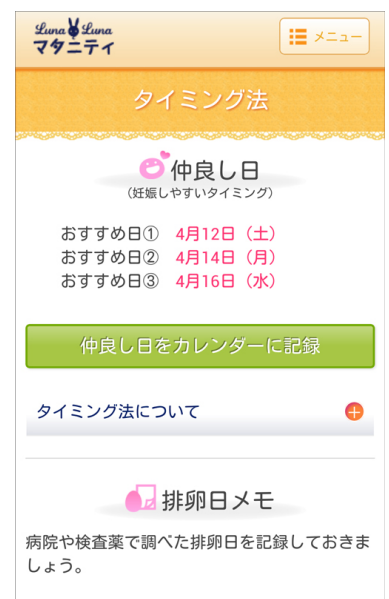 Luna Luna
マタニティ
メニュー
タイミング法
仲良し日
(妊娠しやすいタイミング)
おすすめ日① 4月12日（土）
おすすめ日② 4月14日（月）
おすすめ日③ 4月16日（水）
仲良し日をカレンダーに記録
タイミング法について
排卵日メモ
病院や検査薬で調べた排卵日を記録しておきま
しょう。